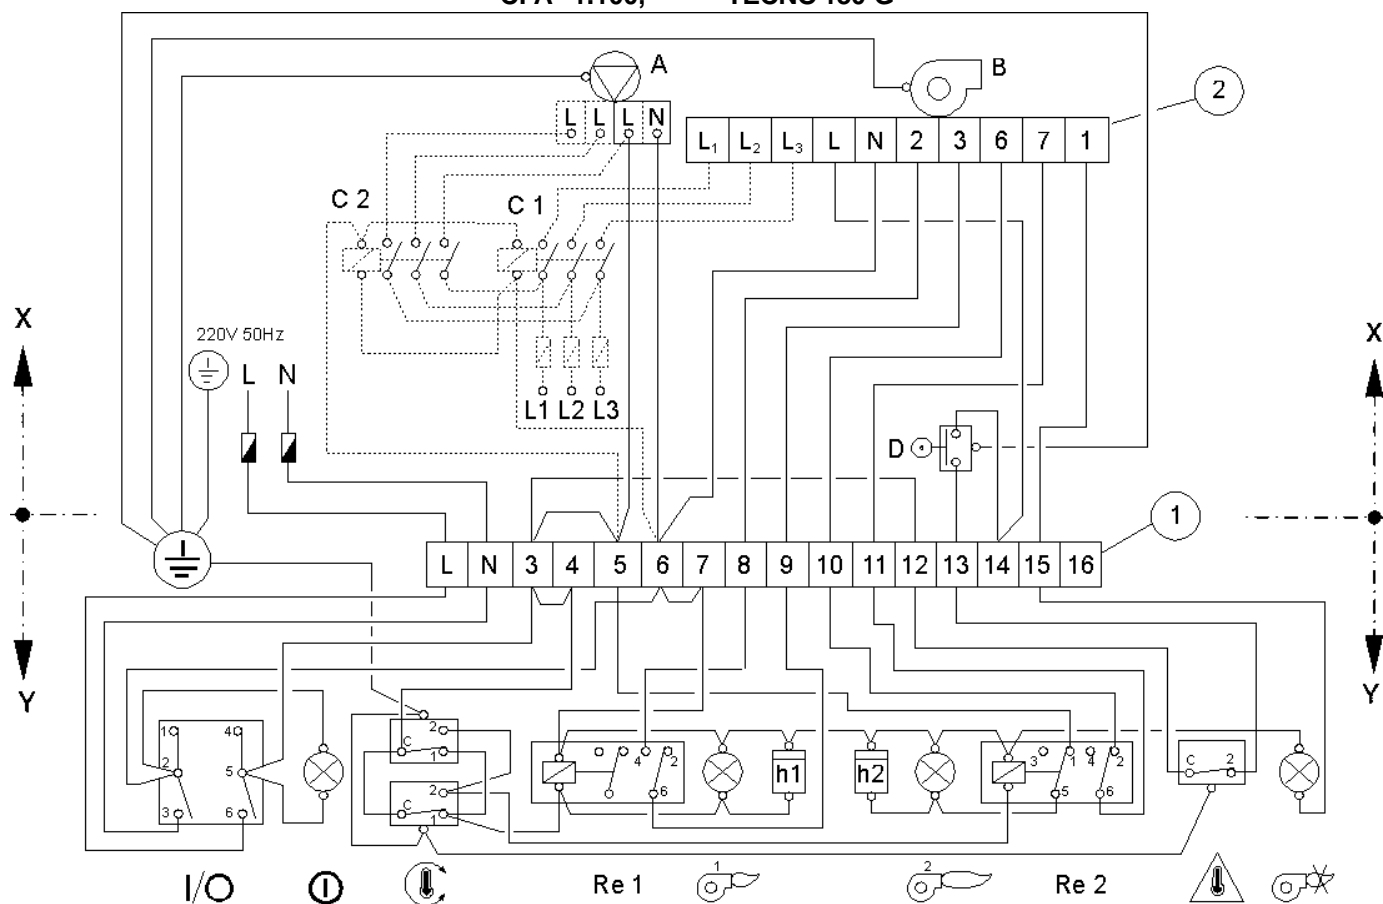 A
B
2
L L L N
L₁ L₂ L₃ L N 2 3 6 7 1
C 2
C 1
X
220V 50Hz
X
L N
L1 L2 L3
D
1
L N 3 4 5 6 7 8 9 10 11 12 13 14 15 16
Y
Y
1 4
2 5
3 6
2
C 1
2
C 1
4 2
6
h1
h2
3 1 4 2
5 6
C 2
I/O
Re 1
1
2
Re 2